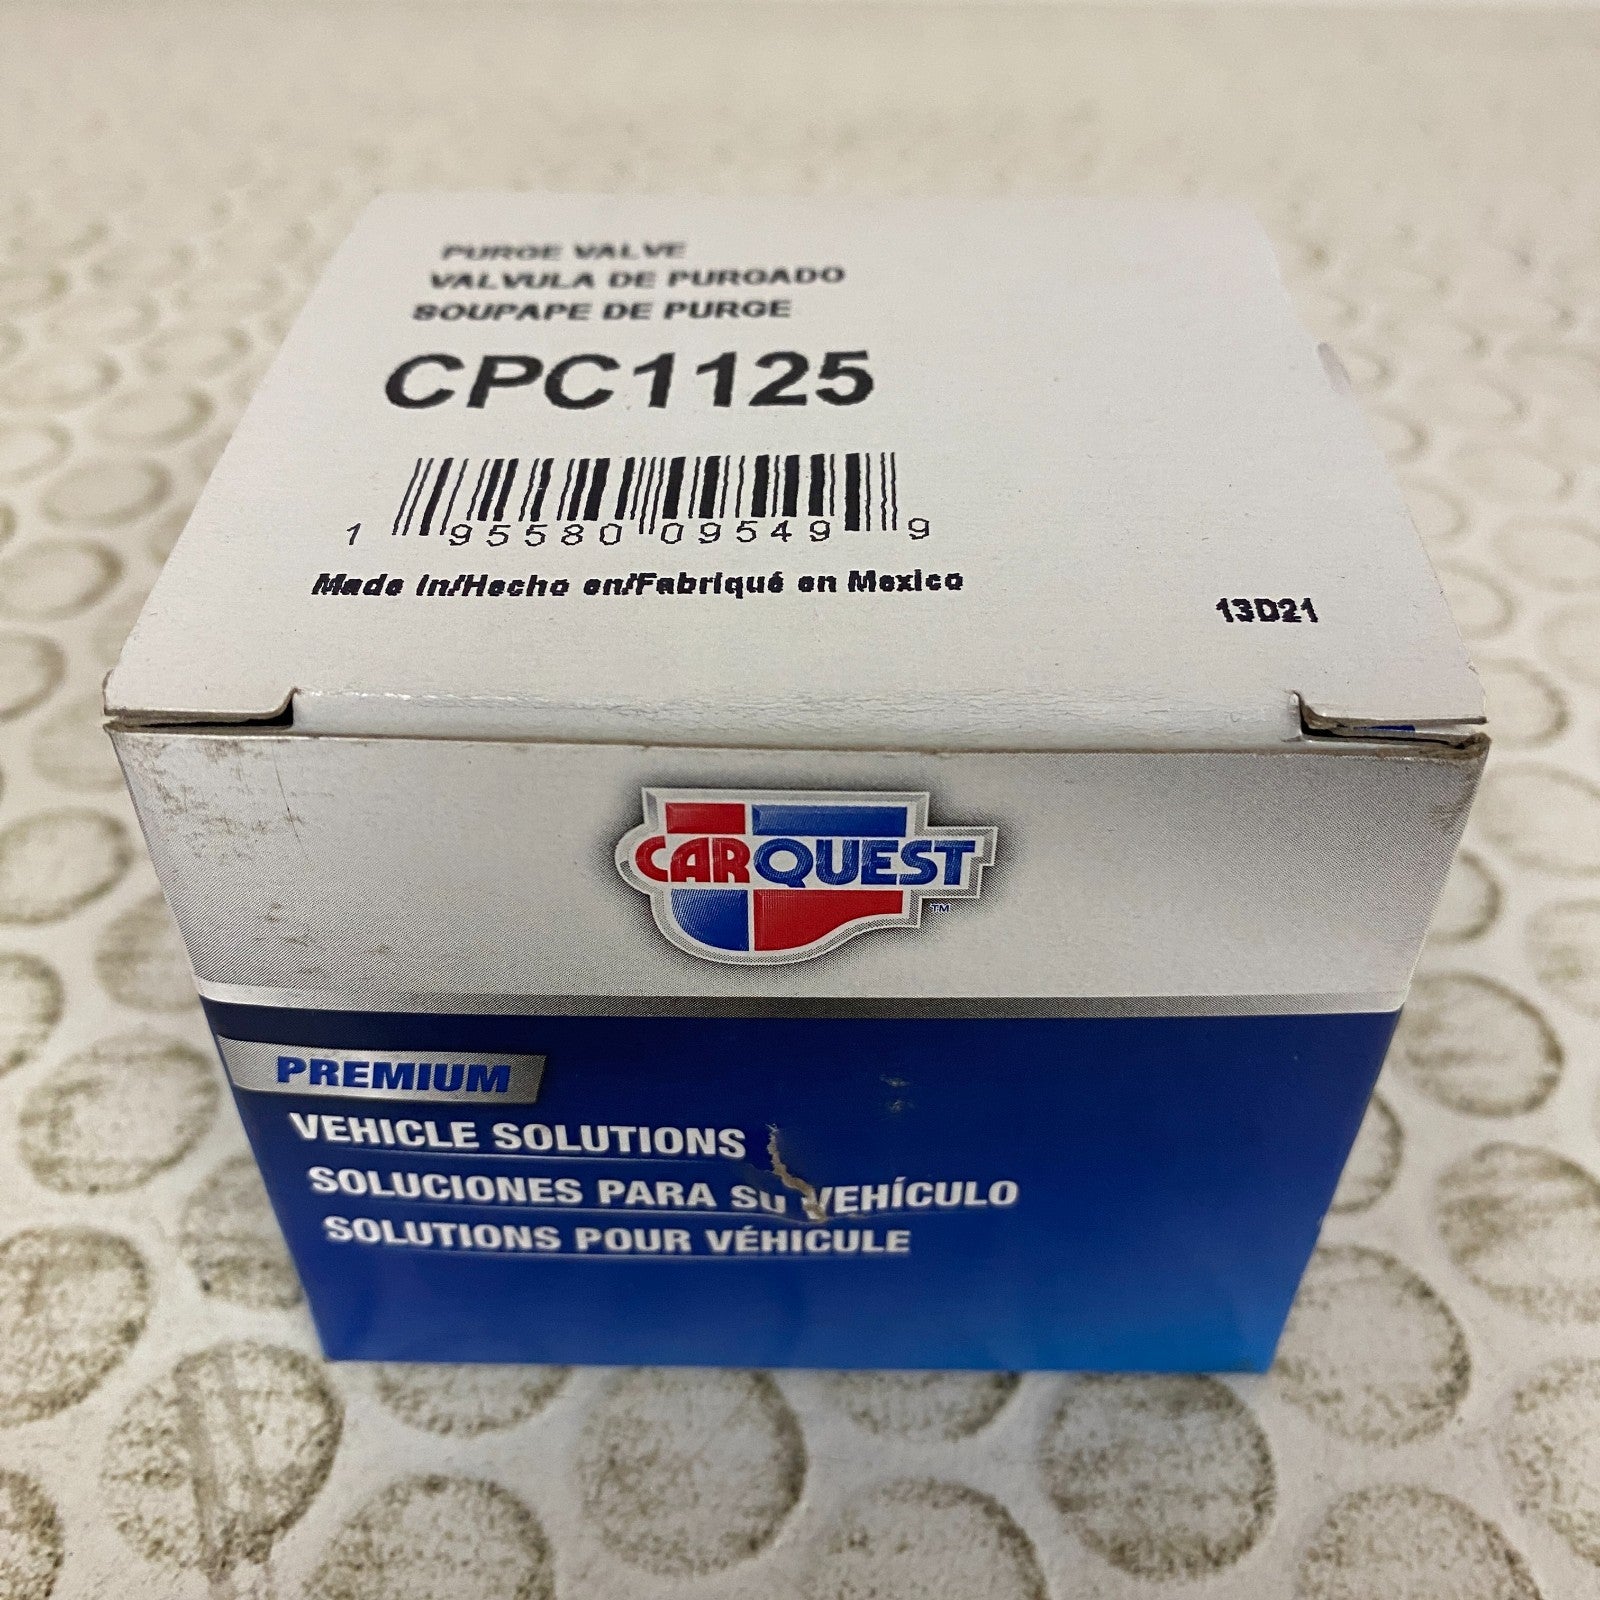 PURGE VALVE
VALVULA DE PURGADO
SOUPAPE DE PURGE
CPC1125
1 95580 09549 9
Made In/Hecho en/Fabriqué en Mexico
13D21
CARQUEST
TM
PREMIUM
VEHICLE SOLUTIONS
SOLUCIONES PARA SU VEHÍCULO
SOLUTIONS POUR VÉHICULE